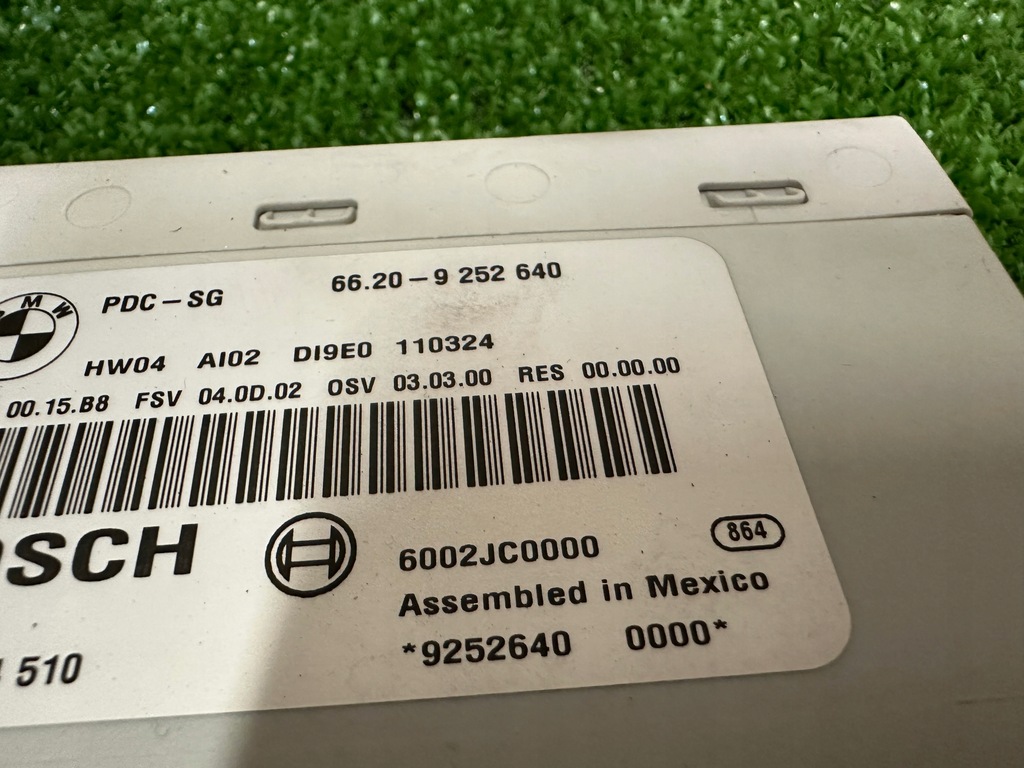 BMW
PDC-SG 66.20-9 252 640
HW04 AI02 DI9E0 110324
00.15.B8 FSV 04.0D.02 OSV 03.03.00 RES 00.00.00
OSCH
6002JC0000 864
Assembled in Mexico
*9252640 0000*
510